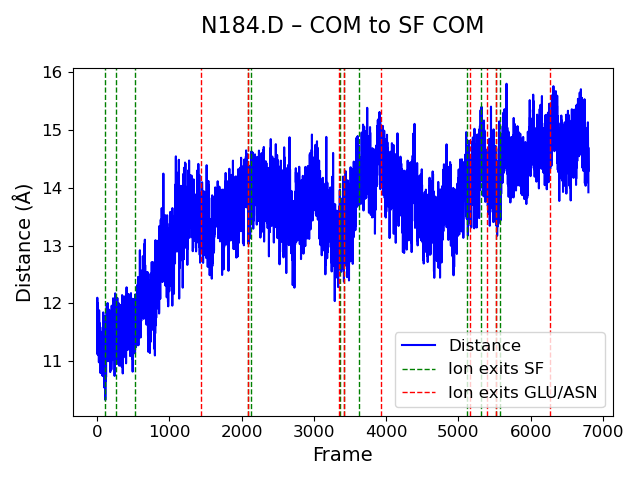 N184.D – COM to SF COM
Distance (Å)
16
15
14
13
12
11
Distance
Ion exits SF
Ion exits GLU/ASN
0 1000 2000 3000 4000 5000 6000 7000
Frame